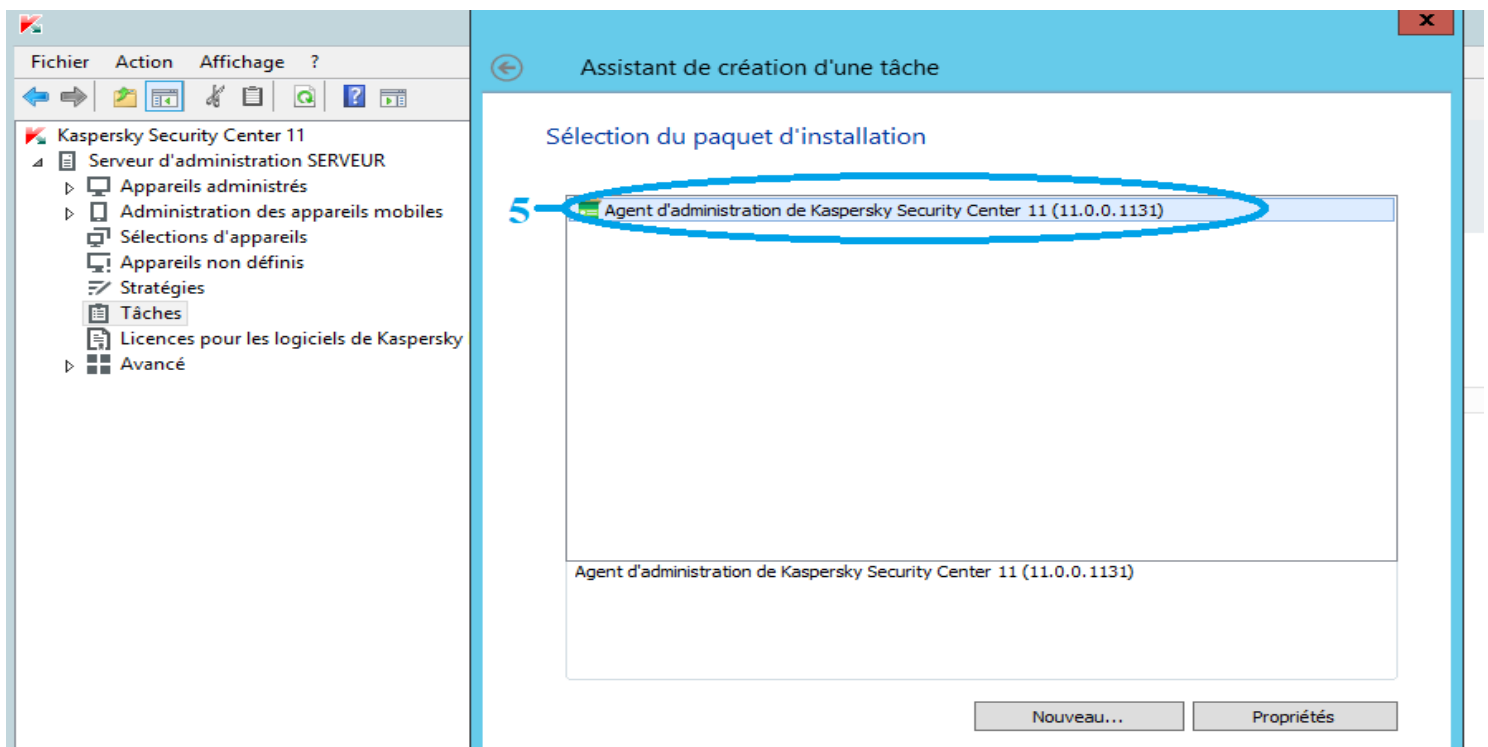 x
Fichier Action Affichage ?
Assistant de création d'une tâche
Kaspersky Security Center 11
Serveur d'administration SERVEUR
Appareils administrés
Administration des appareils mobiles
Sélections d'appareils
Appareils non définis
Stratégies
Tâches
Licences pour les logiciels de Kaspersky
Avancé
Sélection du paquet d'installation
5
Agent d'administration de Kaspersky Security Center 11 (11.0.0.1131)
Agent d'administration de Kaspersky Security Center 11 (11.0.0.1131)
Nouveau... Propriétés